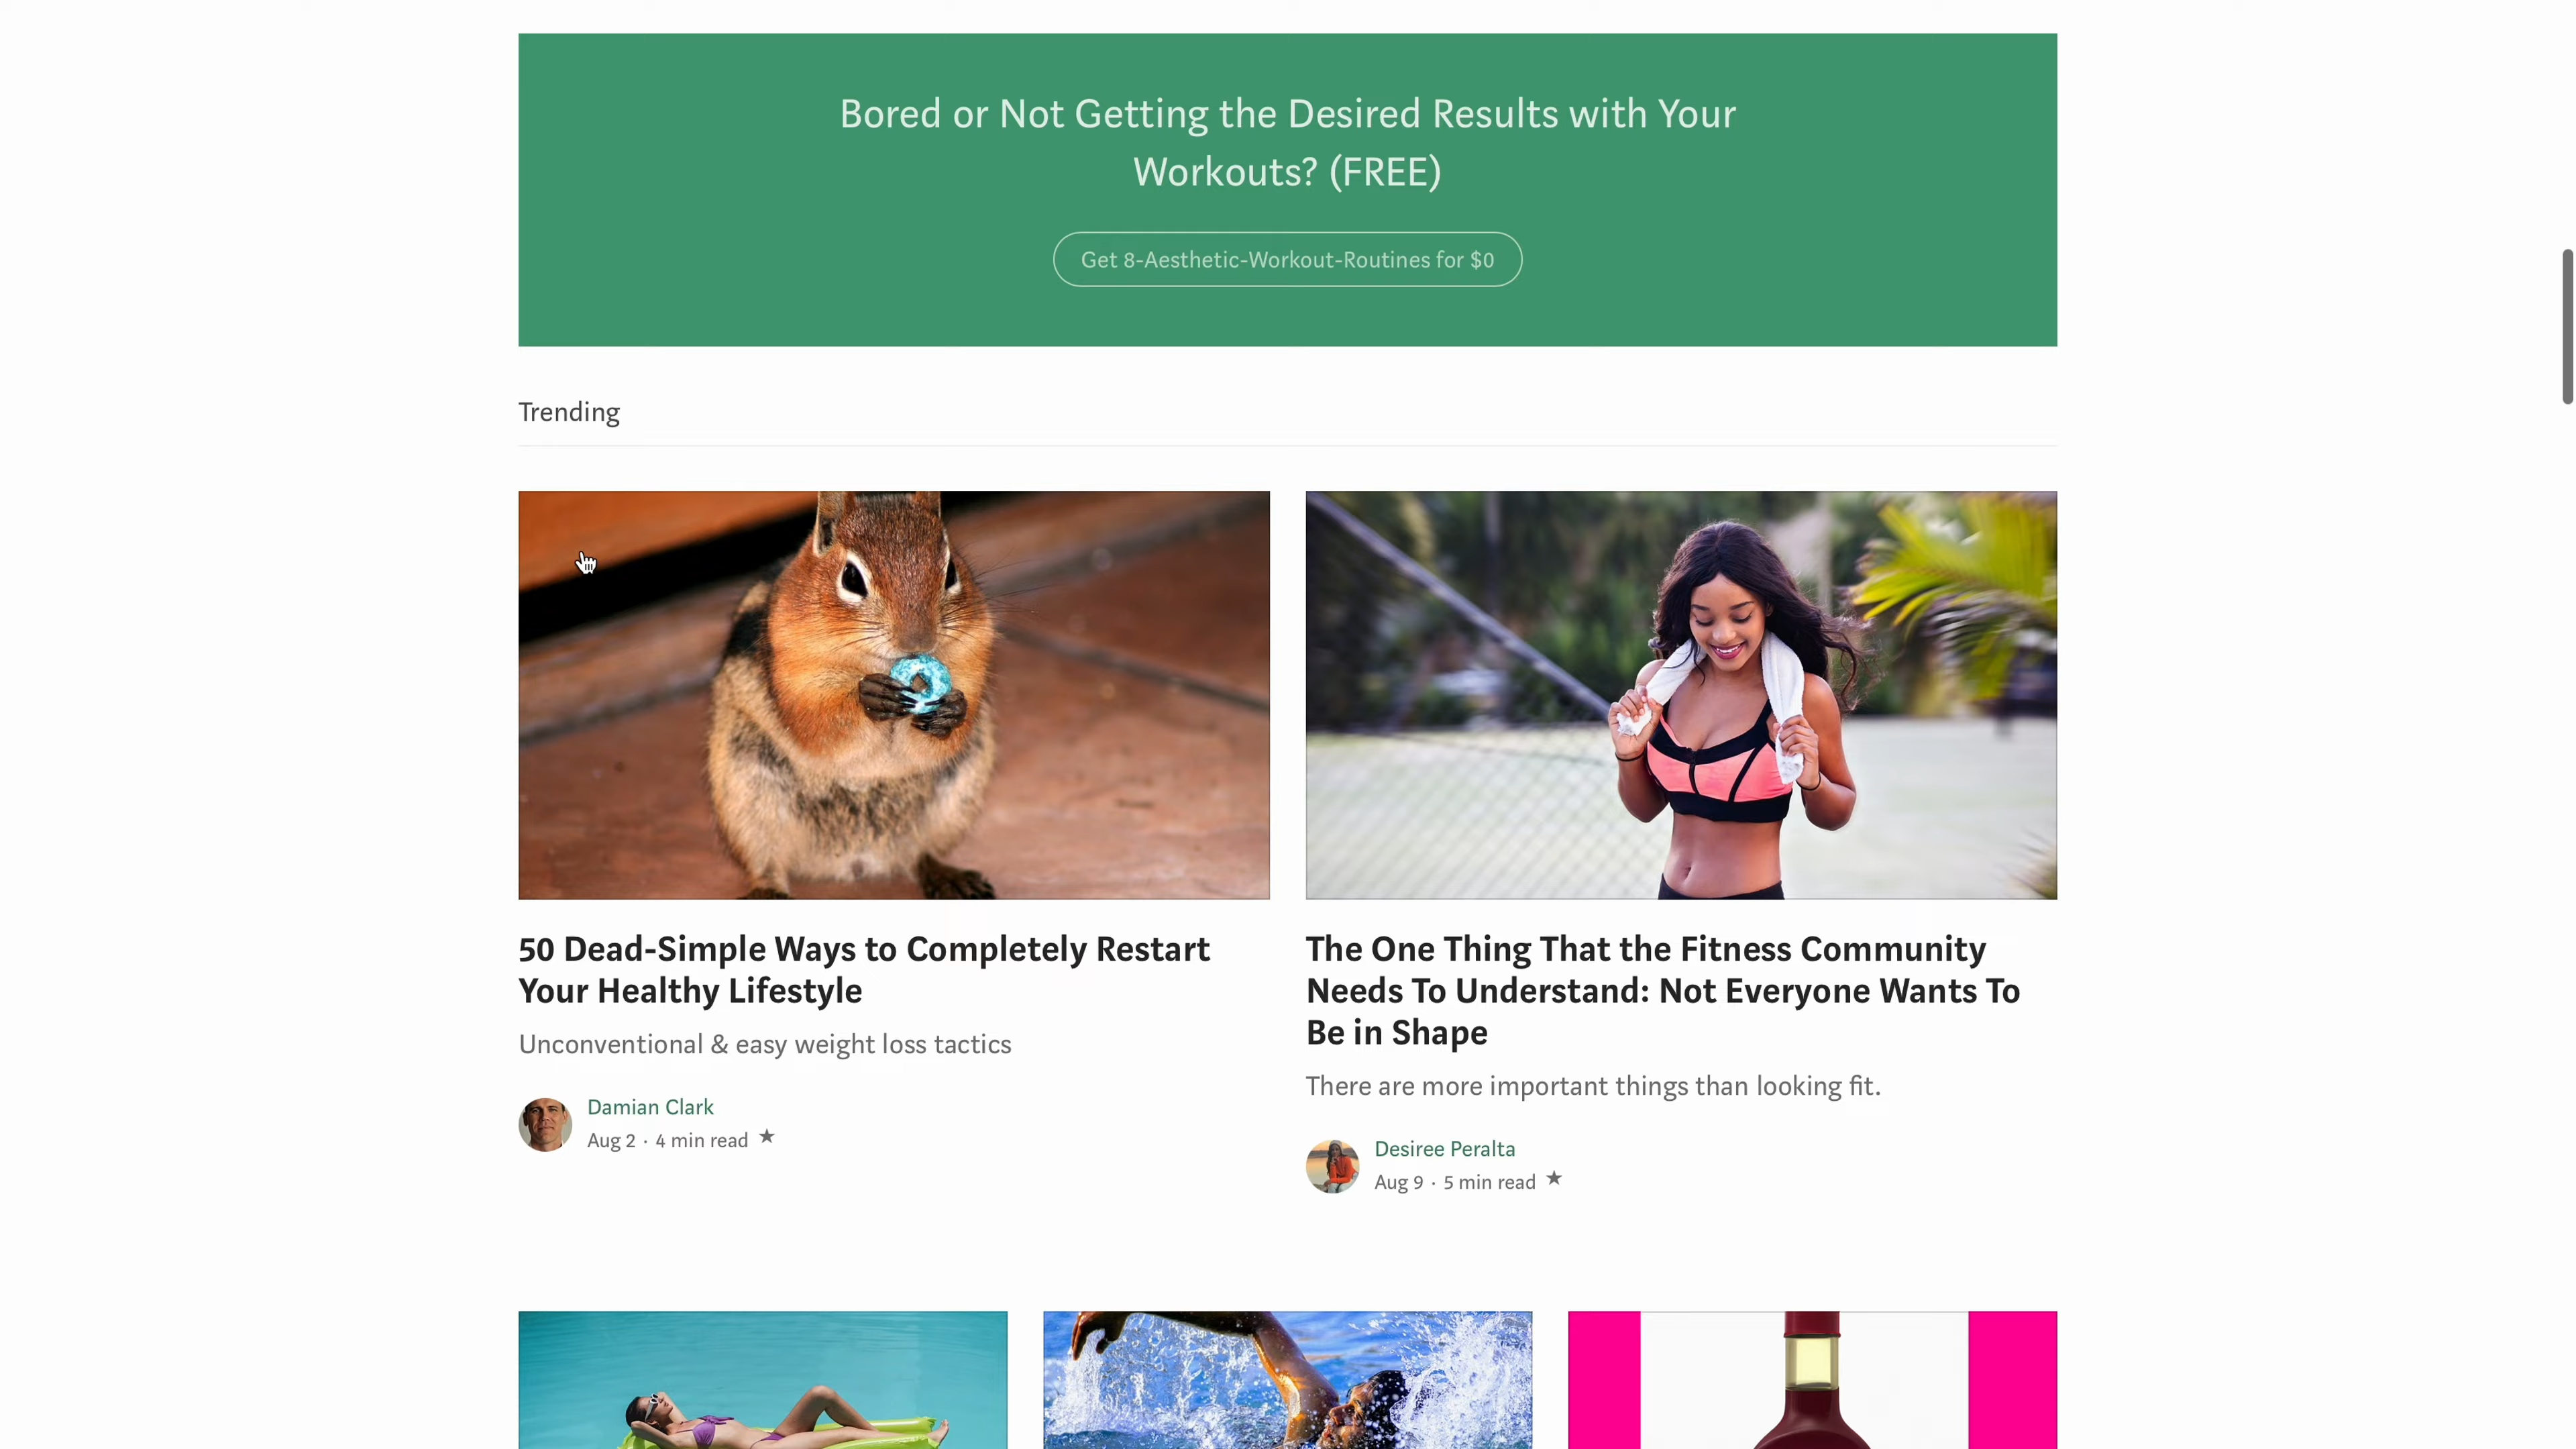 Bored or Not Getting the Desired Results with Your
Workouts? (FREE)
Get 8-Aesthetic-Workout-Routines for $0
Trending
50 Dead-Simple Ways to Completely Restart
Your Healthy Lifestyle
Unconventional & easy weight loss tactics
Damian Clark
Aug 2 · 4 min read ★
The One Thing That the Fitness Community
Needs To Understand: Not Everyone Wants To
Be in Shape
There are more important things than looking fit.
Desiree Peralta
Aug 9 · 5 min read ★